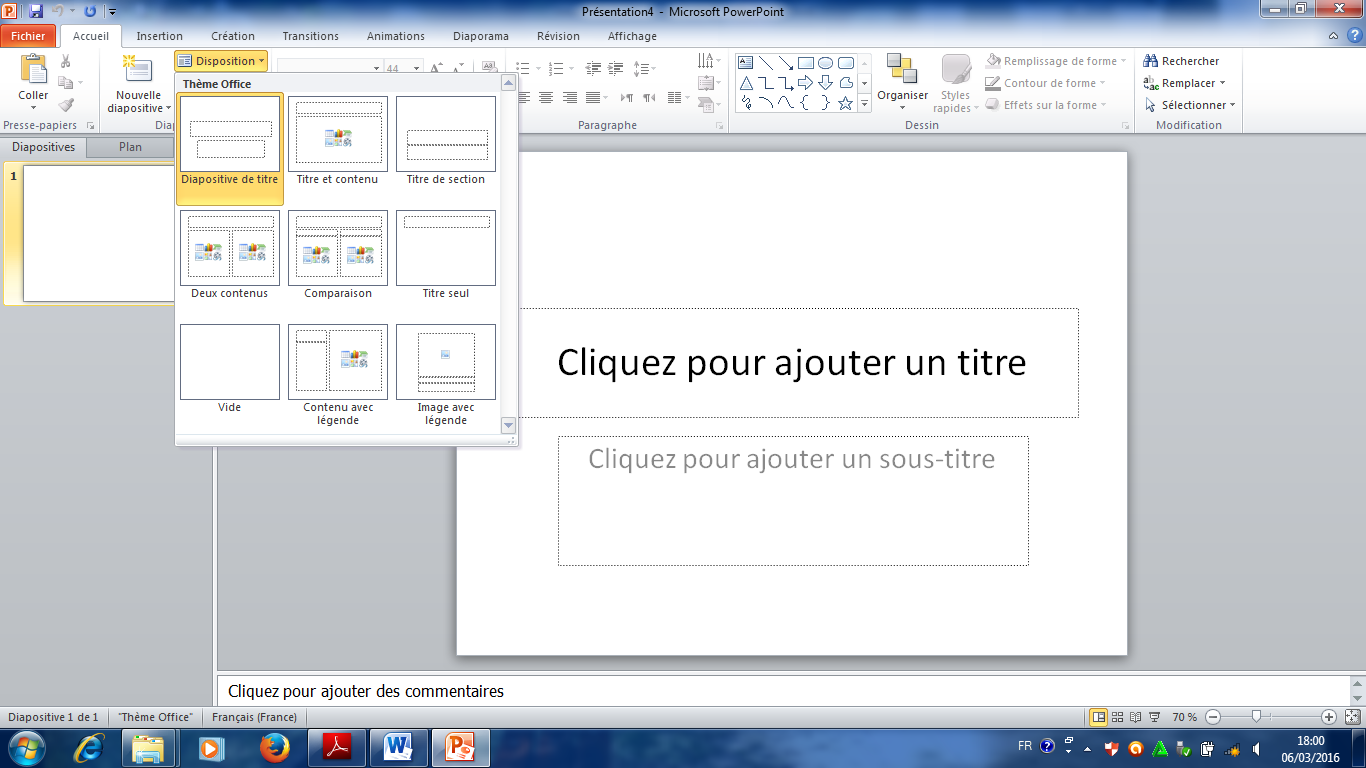 Présentation4 - Microsoft PowerPoint
Fichier
Accueil
Insertion
Création
Transitions
Animations
Diaporama
Révision
Affichage
Coller
Presse-papiers
Nouvelle
diapositive
Disposition
44
Paragraphe
Organiser
Styles
rapides
Remplissage de forme
Contour de forme
Effets sur la forme
Dessin
Rechercher
Remplacer
Sélectionner
Modification
Thème Office
Diapositive de titre
Titre et contenu
Titre de section
Deux contenus
Comparaison
Titre seul
Vide
Contenu avec
légende
Image avec
légende
Diapositives
Plan
1
Cliquez pour ajouter un titre
Cliquez pour ajouter un sous-titre
Cliquez pour ajouter des commentaires
Diapositive 1 de 1
"Thème Office"
Français (France)
70 %
FR
18:00
06/03/2016